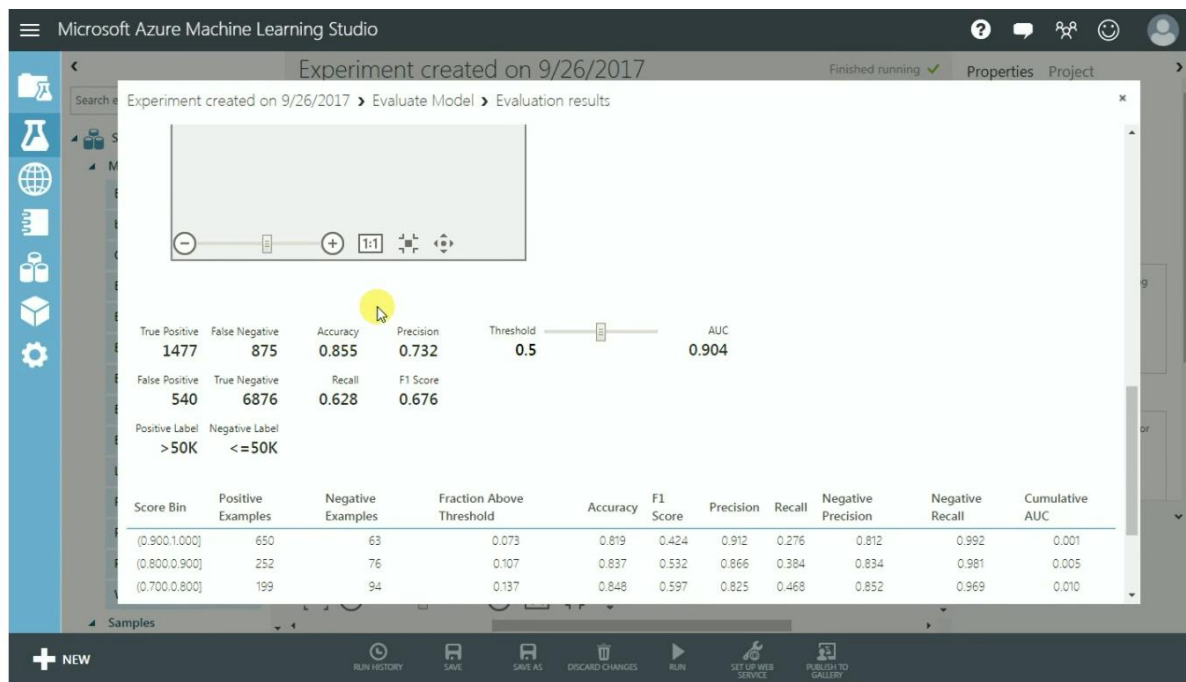 Microsoft Azure Machine Learning Studio
?
Experiment created on 9/26/2017
Finished running
Properties Project
Search e
Experiment created on 9/26/2017 > Evaluate Model > Evaluation results
×
S
M
1:1
True Positive False Negative Accuracy Precision Threshold AUC
1477 875 0.855 0.732 0.5 0.904
False Positive True Negative Recall F1 Score
540 6876 0.628 0.676
Positive Label Negative Label
>50K <=50K
Score Bin Positive Examples Negative Examples Fraction Above Threshold Accuracy F1 Score Precision Recall Negative Precision Negative Recall Cumulative AUC
(0.900,1.000] 650 63 0.073 0.819 0.424 0.912 0.276 0.812 0.992 0.001
(0.800,0.900] 252 76 0.107 0.837 0.532 0.866 0.384 0.834 0.981 0.005
(0.700,0.800] 199 94 0.137 0.848 0.597 0.825 0.468 0.852 0.969 0.010
Samples
NEW
RUN HISTORY SAVE SAVE AS DISCARD CHANGES RUN SET UP WEB SERVICE PUBLISH TO GALLERY